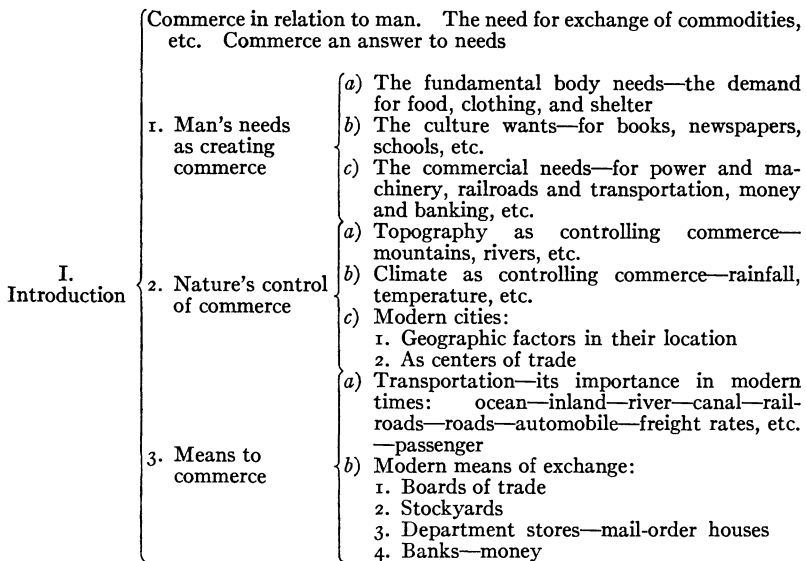 Commerce in relation to man. The need for exchange of commodities,
etc. Commerce an answer to needs
I.
Introduction
1. Man's needs
as creating
commerce
a) The fundamental body needs—the demand
for food, clothing, and shelter
b) The culture wants—for books, newspapers,
schools, etc.
c) The commercial needs—for power and ma-
chinery, railroads and transportation, money
and banking, etc.
2. Nature's control
of commerce
a) Topography as controlling commerce—
mountains, rivers, etc.
b) Climate as controlling commerce—rainfall,
temperature, etc.
c) Modern cities:
1. Geographic factors in their location
2. As centers of trade
3. Means to
commerce
a) Transportation—its importance in modern
times: ocean—inland—river—canal—rail-
roads—roads—automobile—freight rates, etc.
—passenger
b) Modern means of exchange:
1. Boards of trade
2. Stockyards
3. Department stores—mail-order houses
4. Banks—money